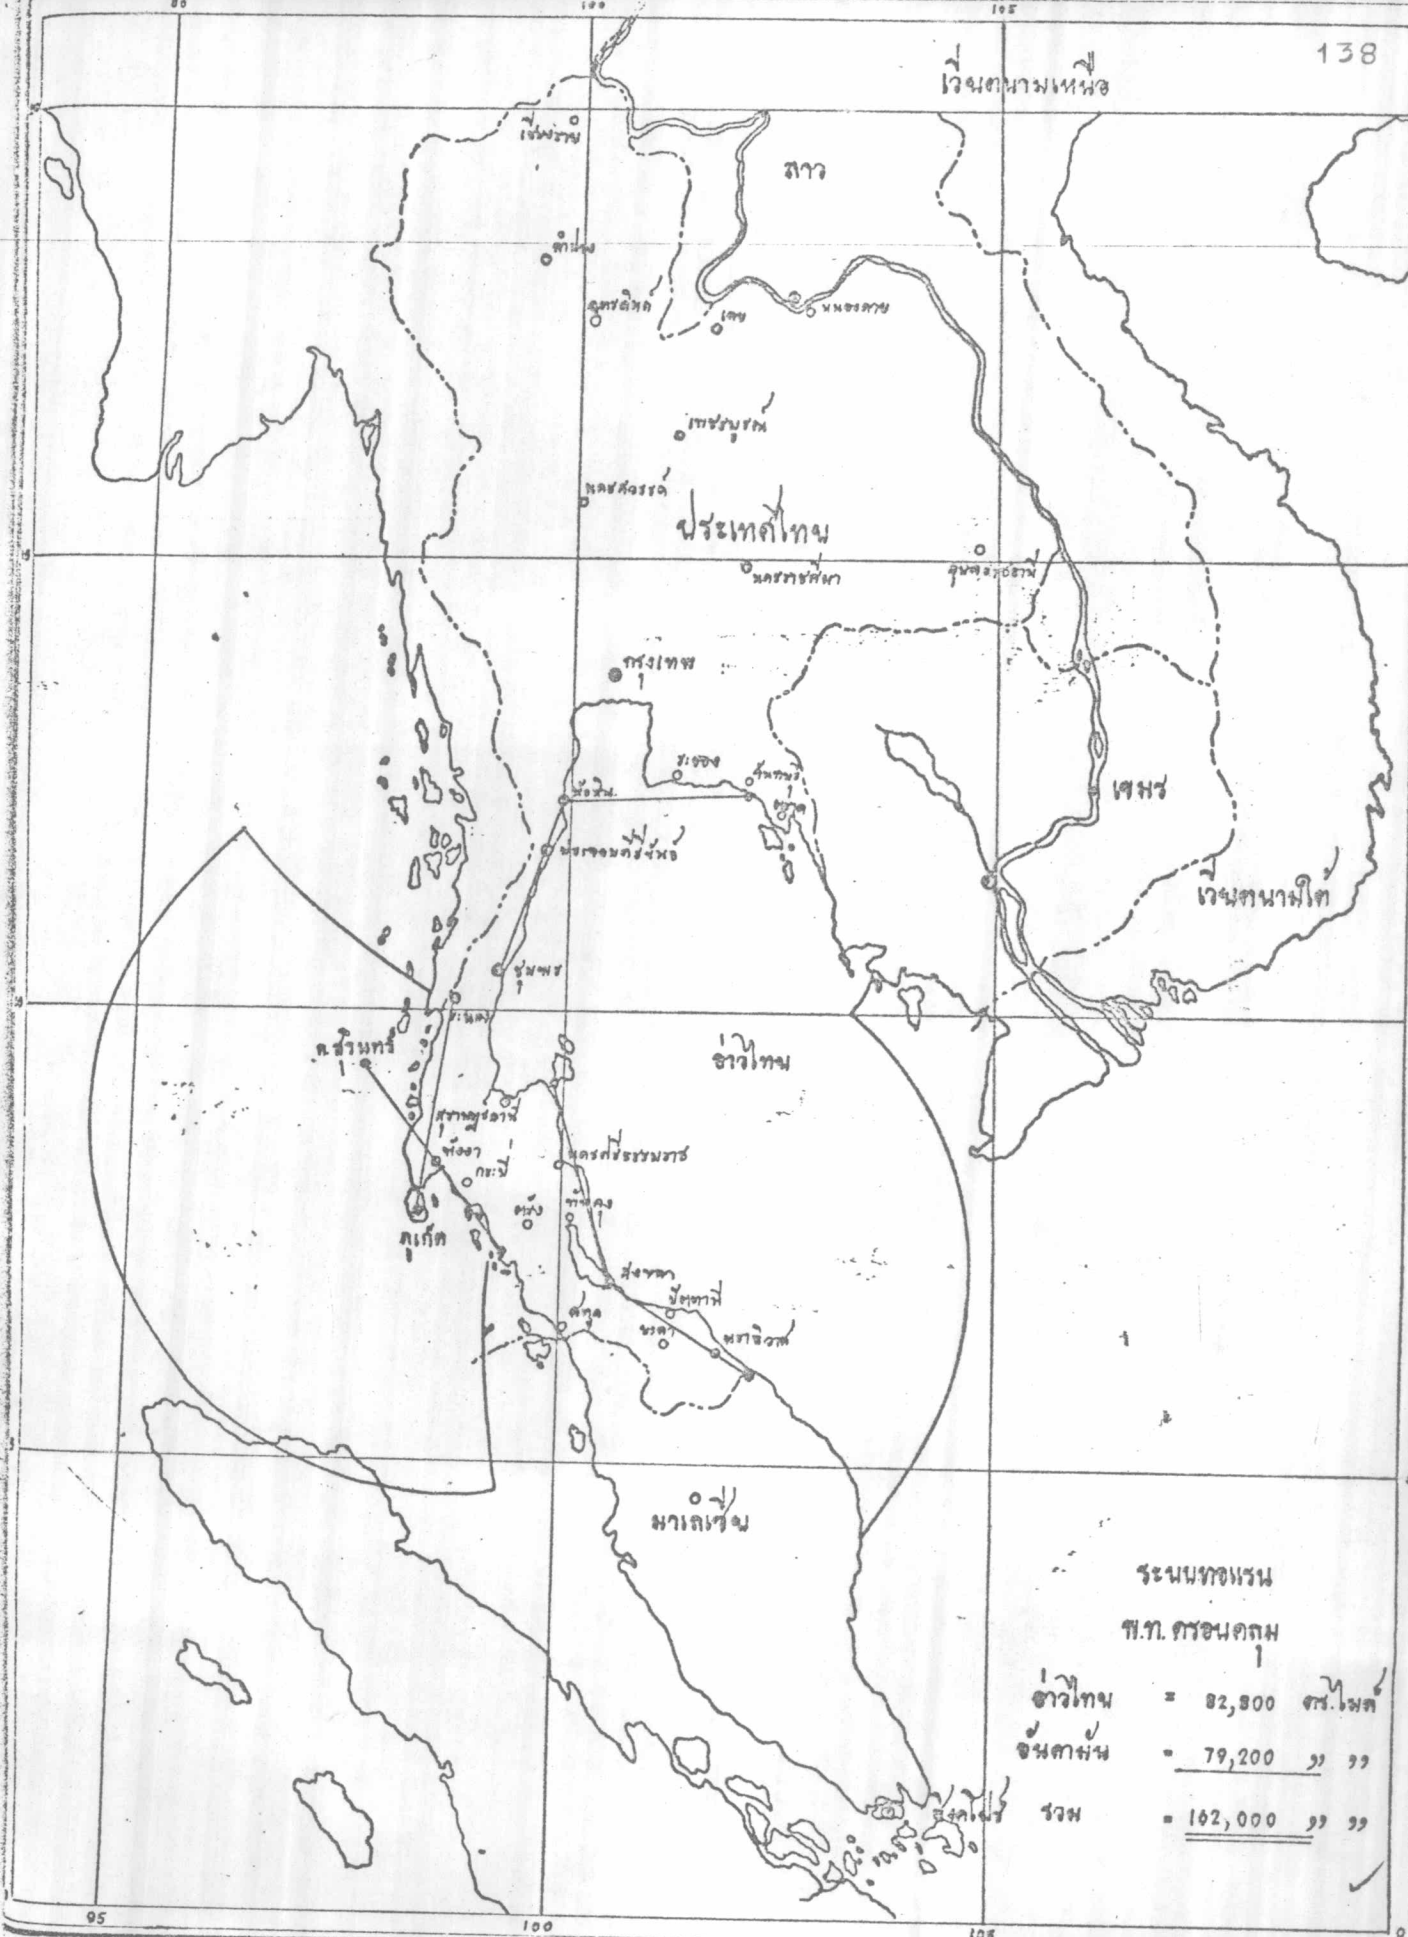 100
105
138
เวียตนามเหนือ
เชียงราย
ลาว
ลำปาง
อุตรดิตถ์
เลย
หนองคาย
เพชรบูรณ์
นครสวรรค์
ประเทศไทย
นครราชสีมา
อุบลราชธานี
กรุงเทพ
ระยอง
จันทบุรี
ตราด
หัวหิน
เขมร
ประจวบคีรีขันธ์
เวียตนามใต้
ชุมพร
ระนอง
อ่าวไทย
ก.สุรินทร์
สุราษฎร์ธานี
พังงา
กระบี่
นครศรีธรรมราช
ตรัง
พัทลุง
ภูเก็ต
สงขลา
ปัตตานี
สตูล
ยะลา
นราธิวาส
มาเลเซีย
ระบบทอแรน
พ.ท. ครอบคลุม
อ่าวไทย = 82,800 ตร.ไมล์
อันดามัน = 79,200 ,, ,,
รวม = 162,000 ,, ,,
สิงคโปร์
95
100
105